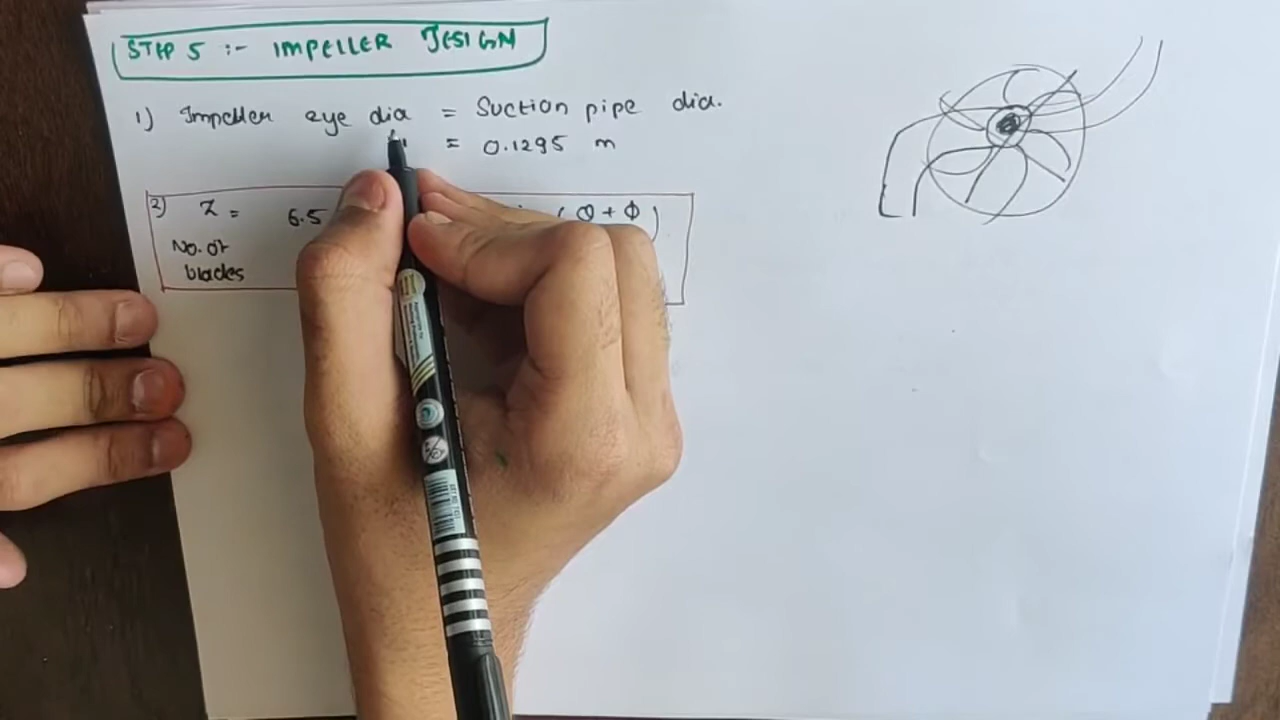 STEP 5 :- IMPELLER DESIGN
1) Impeller eye dia = Suction pipe dia.
= 0.1295 m
2) Z = 6.5 ( θ + ϕ )
No. of
blades